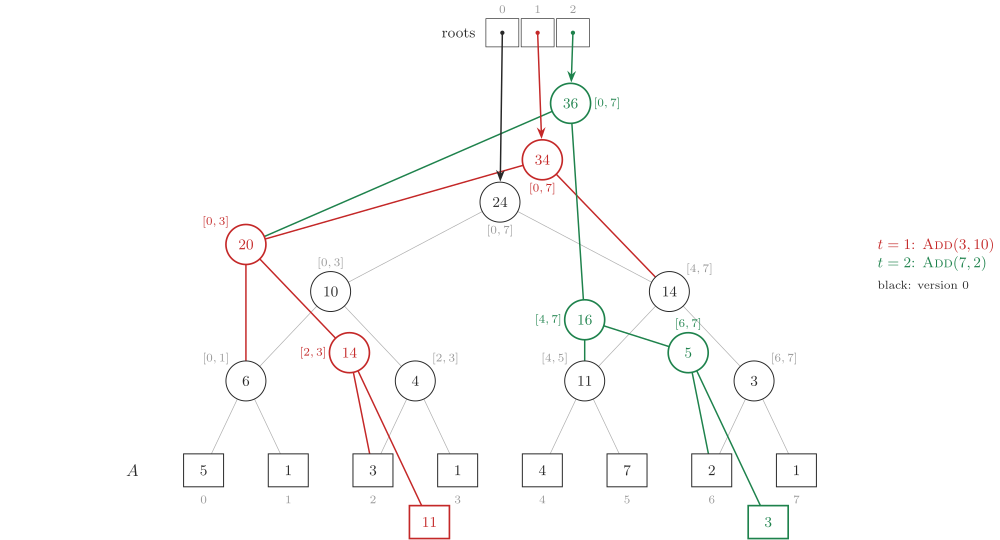 0 1 2
roots
36 [0, 7]
34
[0, 7]
24
[0, 7]
[0, 3]
20
t = 1: ADD(3, 10)
t = 2: ADD(7, 2)
black: version 0
[0, 3] [4, 7]
10 14
[4, 7] 16 [6, 7]
[0, 1] [2, 3] 14 [2, 3] [4, 5] 5 [6, 7]
6 4 11 3
A 5 1 3 1 4 7 2 1
0 1 2 3 4 5 6 7
11 3